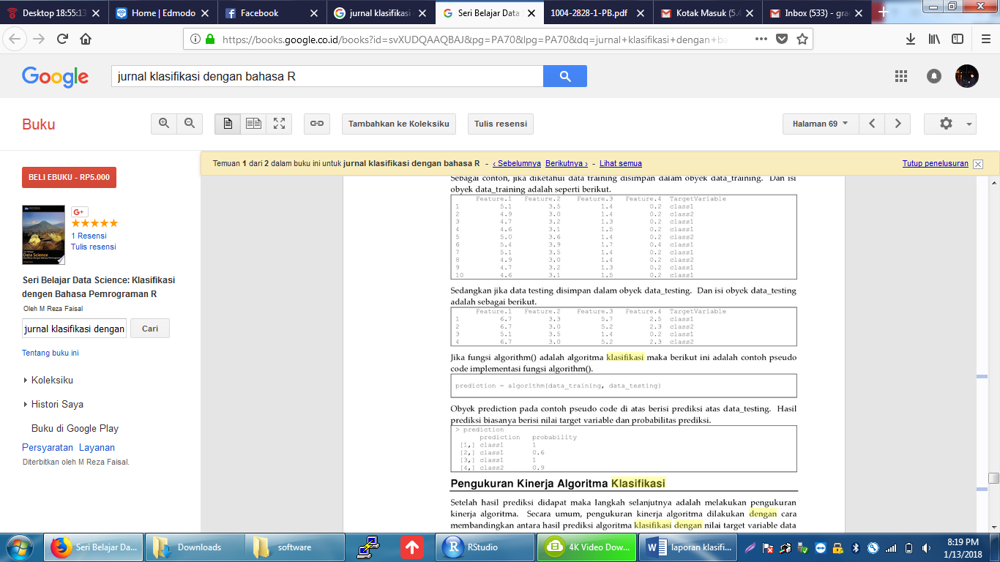 Desktop 18:55:13
Home | Edmodo
Facebook
jurnal klasifikasi
Seri Belajar Data
1004-2828-1-PB.pdf
Kotak Masuk (5.4
Inbox (533) - gra
https://books.google.co.id/books?id=svXUDQAAQBAJ&pg=PA70&lpg=PA70&dq=jurnal+klasifikasi+dengan+ba
Google
jurnal klasifikasi dengan bahasa R
Buku
Tambahkan ke Koleksiku
Tulis resensi
Halaman 69
Temuan 1 dari 2 dalam buku ini untuk jurnal klasifikasi dengan bahasa R - ‹ Sebelumnya Berikutnya › - Lihat semua
Tutup penelusuran
BELI EBUKU - RP5.000
G+
1 Resensi
Tulis resensi
Seri Belajar Data Science: Klasifikasi
dengen Bahasa Pemrograman R
Oleh M Reza Faisal
jurnal klasifikasi dengan
Cari
Tentang buku ini
Koleksiku
Histori Saya
Buku di Google Play
Persyaratan Layanan
Diterbitkan oleh M Reza Faisal.
Sebagai contoh, jika diketahui data training disimpan dalam obyek data_training. Dan isi
obyek data_training adalah seperti berikut.
Feature.1 Feature.2 Feature.3 Feature.4 TargetVariable
1 5.1 3.5 1.4 0.2 class1
2 4.9 3.0 1.4 0.2 class2
3 4.7 3.2 1.3 0.2 class1
4 4.6 3.1 1.5 0.2 class1
5 5.0 3.6 1.4 0.2 class2
6 5.4 3.9 1.7 0.4 class1
7 5.1 3.5 1.4 0.2 class1
8 4.9 3.0 1.4 0.2 class2
9 4.7 3.2 1.3 0.2 class1
10 4.6 3.1 1.5 0.2 class1
Sedangkan jika data testing disimpan dalam obyek data_testing. Dan isi obyek data_testing
adalah sebagai berikut.
Feature.1 Feature.2 Feature.3 Feature.4 TargetVariable
1 6.7 3.3 5.7 2.5 class1
2 6.7 3.0 5.2 2.3 class2
3 5.1 3.5 1.4 0.2 class1
4 6.7 3.0 5.2 2.3 class2
Jika fungsi algorithm() adalah algoritma klasifikasi maka berikut ini adalah contoh pseudo
code implementasi fungsi algorithm().
prediction = algorithm(data_training, data_testing)
Obyek prediction pada contoh pseudo code di atas berisi prediksi atas data_testing. Hasil
prediksi biasanya berisi nilai target variable dan probabilitas prediksi.
> prediction
prediction probability
[1,] class1 1
[2,] class1 0.6
[3,] class1 1
[4,] class2 0.9
Pengukuran Kinerja Algoritma Klasifikasi
Setelah hasil prediksi didapat maka langkah selanjutnya adalah melakukan pengukuran
kinerja algoritma. Secara umum, pengukuran kinerja algoritma dilakukan dengan cara
membandingkan antara hasil prediksi algoritma klasifikasi dengan nilai target variable data
Seri Belajar Da...
Downloads
software
RStudio
4K Video Dow...
laporan klasifi...
8:19 PM
1/13/2018